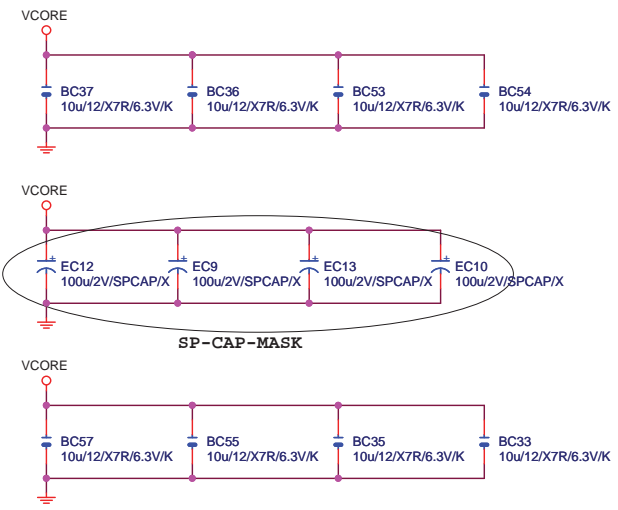 VCORE
BC37
10u/12/X7R/6.3V/K
BC36
10u/12/X7R/6.3V/K
BC53
10u/12/X7R/6.3V/K
BC54
10u/12/X7R/6.3V/K
VCORE
+
EC12
100u/2V/SPCAP/X
+
EC9
100u/2V/SPCAP/X
+
EC13
100u/2V/SPCAP/X
+
EC10
100u/2V/SPCAP/X
SP-CAP-MASK
VCORE
BC57
10u/12/X7R/6.3V/K
BC55
10u/12/X7R/6.3V/K
BC35
10u/12/X7R/6.3V/K
BC33
10u/12/X7R/6.3V/K